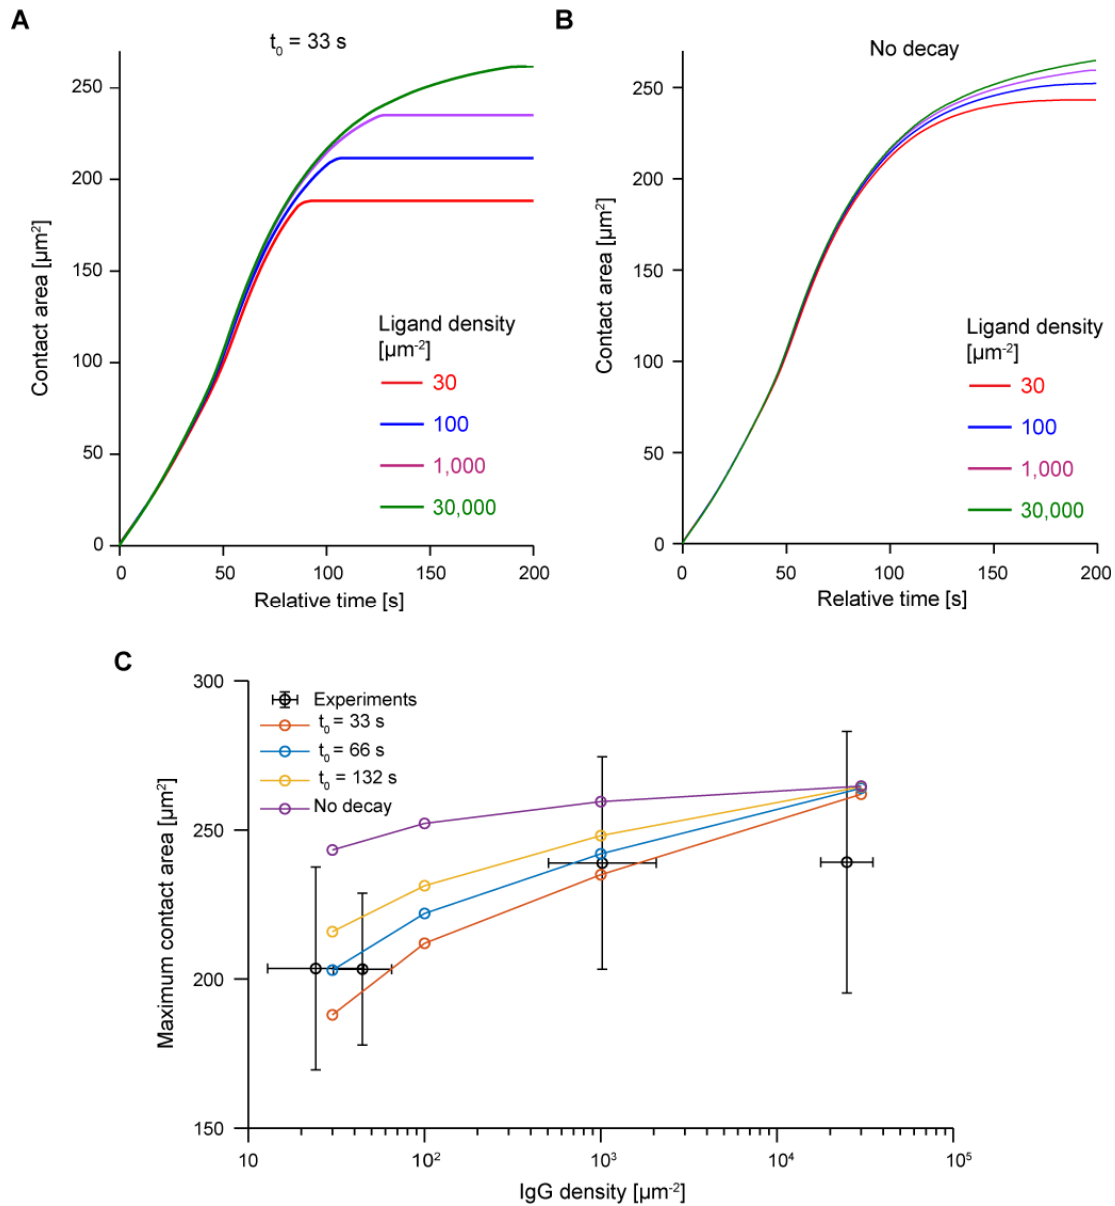 A
t₀ = 33 s
Contact area [µm²]
250
200
150
100
50
0
Ligand density
[µm⁻²]
30
100
1,000
30,000
0 50 100 150 200
Relative time [s]
B
No decay
Contact area [µm²]
250
200
150
100
50
0
Ligand density
[µm⁻²]
30
100
1,000
30,000
0 50 100 150 200
Relative time [s]
C
Maximum contact area [µm²]
300
250
200
150
Experiments
t₀ = 33 s
t₀ = 66 s
t₀ = 132 s
No decay
10 10² 10³ 10⁴ 10⁵
IgG density [µm⁻²]